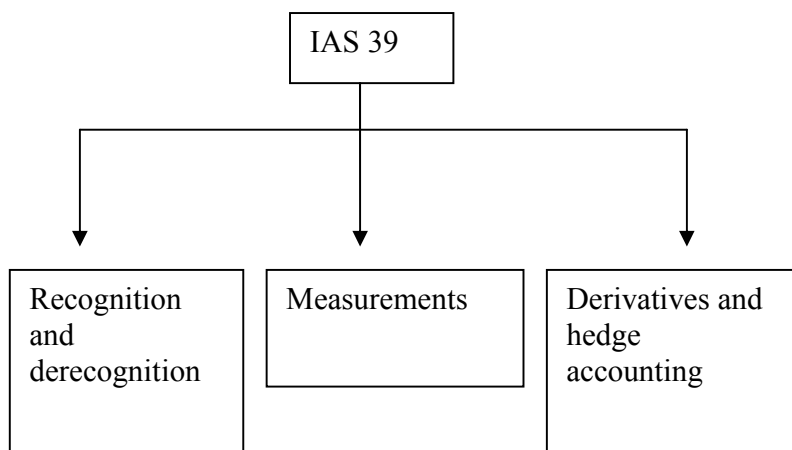 IAS 39
Recognition
and
derecognition
Measurements
Derivatives and
hedge
accounting